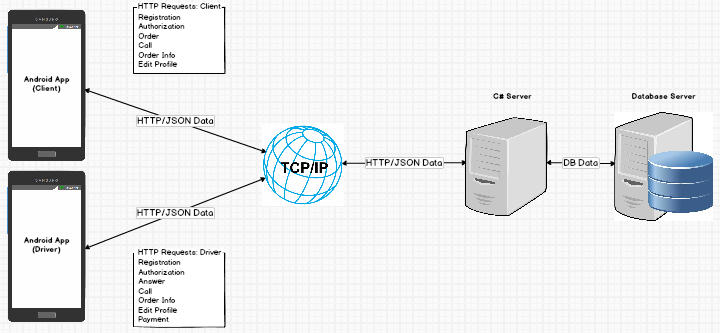 HTTP Requests: Client
Registration
Authorization
Order
Call
Order Info
Edit Profile
SAMSUNG
Android App
(Client)
HTTP/JSON Data
C# Server
Database Server
TCP/IP
HTTP/JSON Data
DB Data
SAMSUNG
Android App
(Driver)
HTTP/JSON Data
HTTP Requests: Driver
Registration
Authorization
Answer
Call
Order Info
Edit Profile
Payment